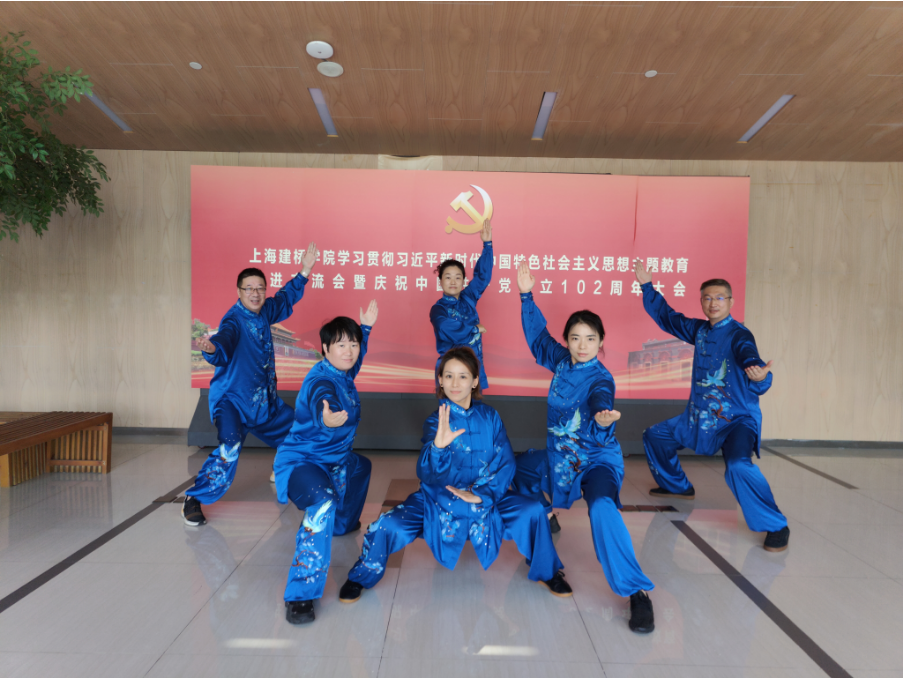 上海建桥学院学习贯彻习近平新时代中国特色社会主义思想主题教育
进 流会暨庆祝中 党 立102周年大会